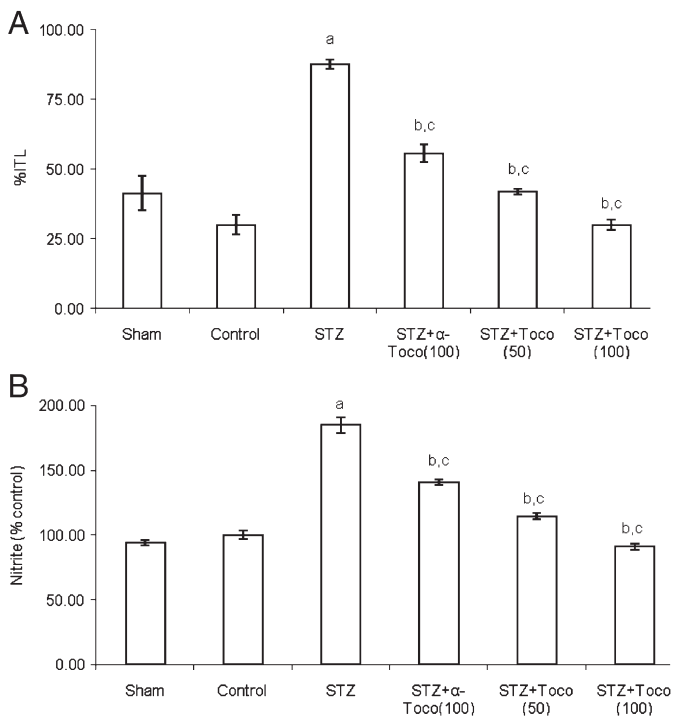 A
100.00
75.00
50.00
25.00
0.00
%ITL
a
b,c
b,c
b,c
Sham Control STZ STZ+α- STZ+Toco STZ+Toco
Toco(100) (50) (100)
B
200.00
150.00
100.00
50.00
0.00
Nitrite (% control)
a
b,c
b,c
b,c
Sham Control STZ STZ+α- STZ+Toco STZ+Toco
Toco(100) (50) (100)